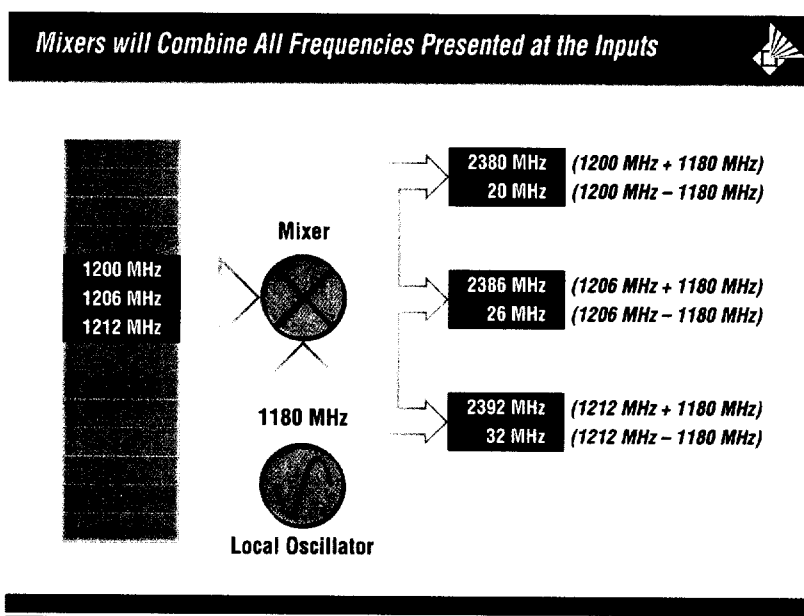 Mixers will Combine All Frequencies Presented at the Inputs
1200 MHz
1206 MHz
1212 MHz
Mixer
1180 MHz
Local Oscillator
2380 MHz (1200 MHz + 1180 MHz)
20 MHz (1200 MHz – 1180 MHz)
2386 MHz (1206 MHz + 1180 MHz)
26 MHz (1206 MHz – 1180 MHz)
2392 MHz (1212 MHz + 1180 MHz)
32 MHz (1212 MHz – 1180 MHz)